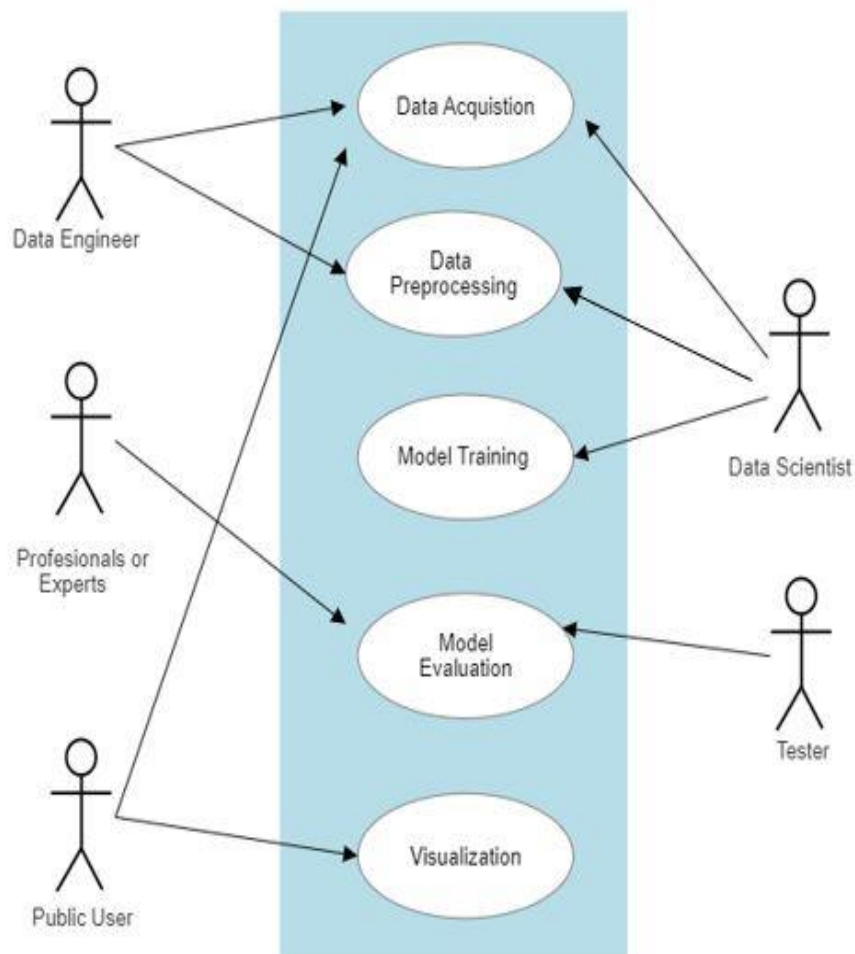 Data Acquistion
Data Engineer
Data
Preprocessing
Model Training
Data Scientist
Profesionals or
Experts
Model
Evaluation
Tester
Visualization
Public User